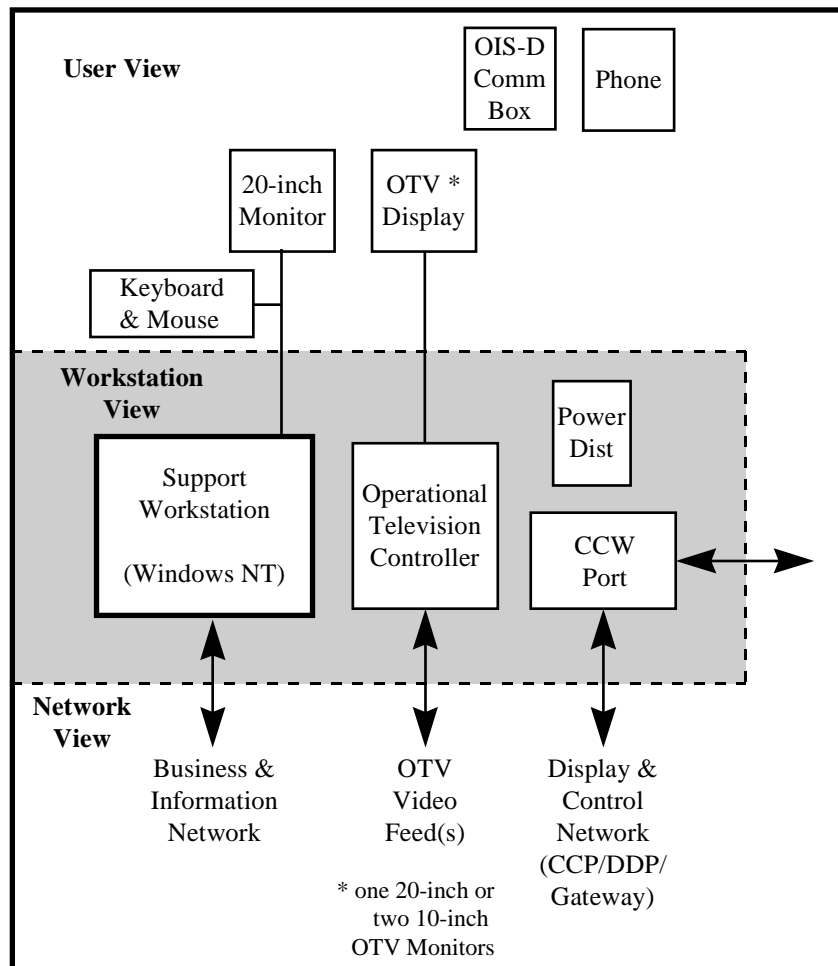 User View
OIS-D
Comm
Box
Phone
20-inch
Monitor
OTV *
Display
Keyboard
& Mouse
Workstation
View
Power
Dist
Support
Workstation
(Windows NT)
Operational
Television
Controller
CCW
Port
Network
View
Business &
Information
Network
OTV
Video
Feed(s)
Display &
Control
Network
(CCP/DDP/
Gateway)
* one 20-inch or
two 10-inch
OTV Monitors